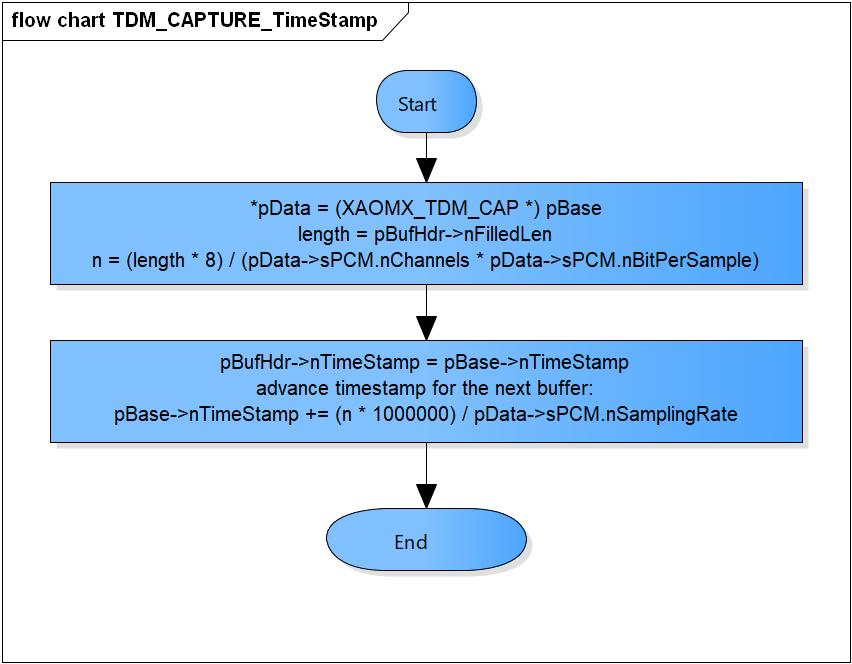 flow chart TDM_CAPTURE_TimeStamp
Start
*pData = (XAOMX_TDM_CAP *) pBase
length = pBufHdr->nFilledLen
n = (length * 8) / (pData->sPCM.nChannels * pData->sPCM.nBitPerSample)
pBufHdr->nTimeStamp = pBase->nTimeStamp
advance timestamp for the next buffer:
pBase->nTimeStamp += (n * 1000000) / pData->sPCM.nSamplingRate
End